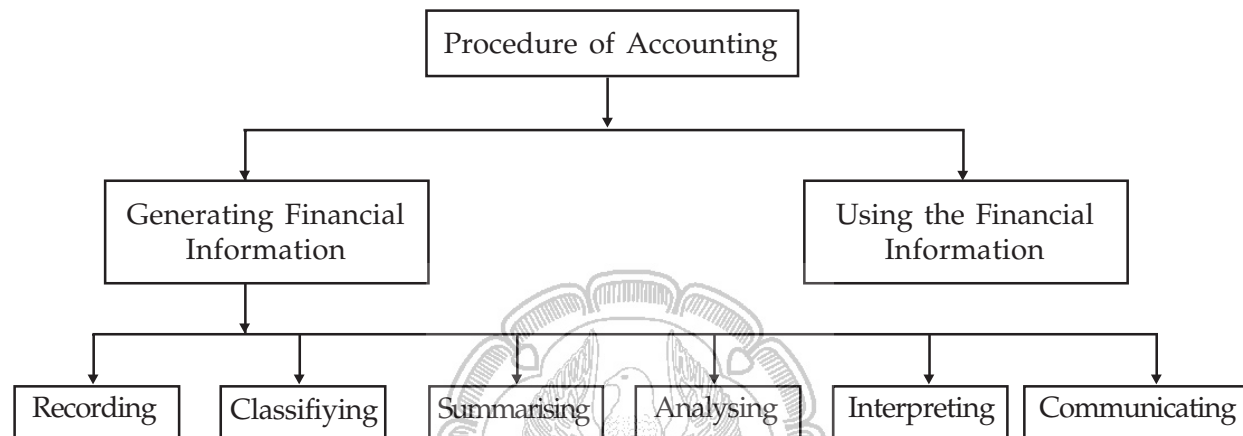 Procedure of Accounting
Generating Financial
Information
Using the Financial
Information
Recording
Classifiying
Summarising
Analysing
Interpreting
Communicating